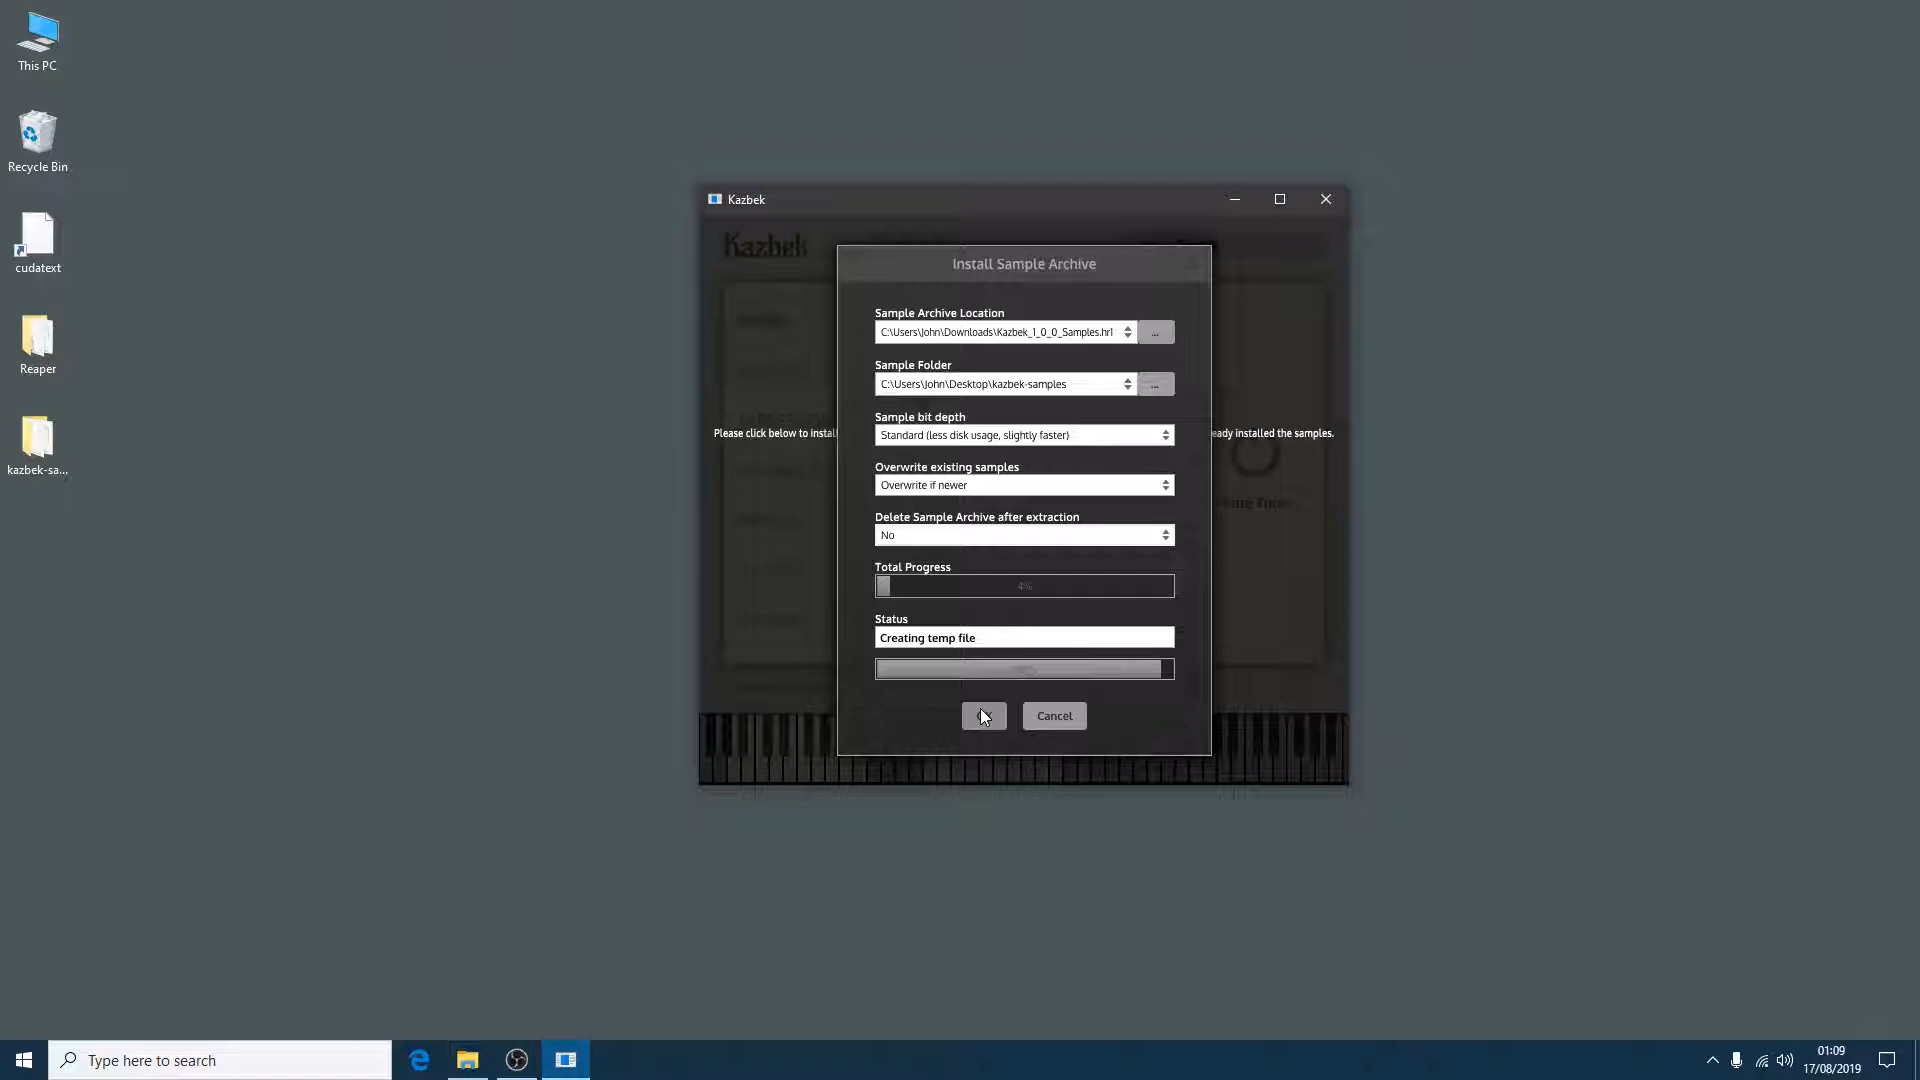 This PC
Recycle Bin
cudatext
Reaper
kazbek-sa...
Kazbek
Kazbek
Install Sample Archive
Sample Archive Location
C:\Users\John\Downloads\Kazbek_1_0_0_Samples.hr1
...
Sample Folder
C:\Users\John\Desktop\kazbek-samples
...
Sample bit depth
Standard (less disk usage, slightly faster)
Please click below to install
eady installed the samples.
Overwrite existing samples
Overwrite if newer
Delete Sample Archive after extraction
No
Total Progress
4%
Status
Creating temp file
Cancel
Type here to search
01:09
17/08/2019